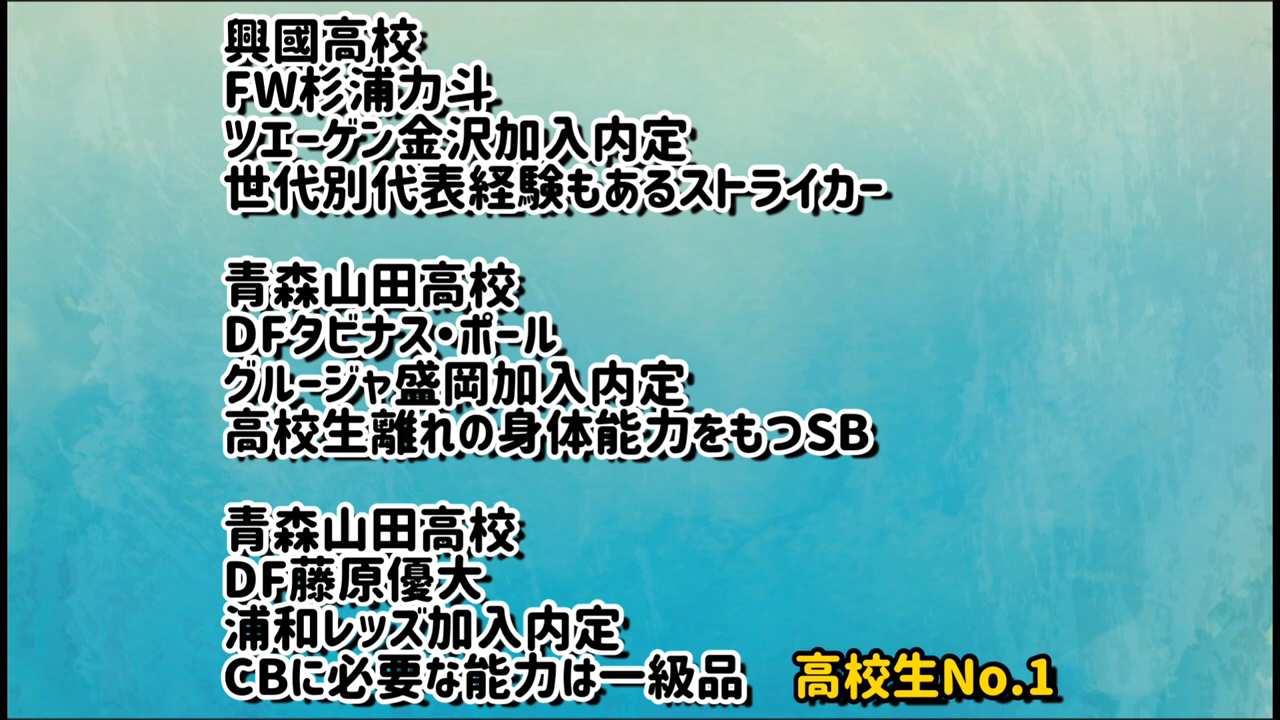 興國高校
FW杉浦力斗
ツエーゲン金沢加入内定
世代別代表経験もあるストライカー
青森山田高校
DFタビナス・ポール
グルージャ盛岡加入内定
高校生離れの身体能力をもつSB
青森山田高校
DF藤原優大
浦和レッズ加入内定
CBに必要な能力は一級品 高校生No.1